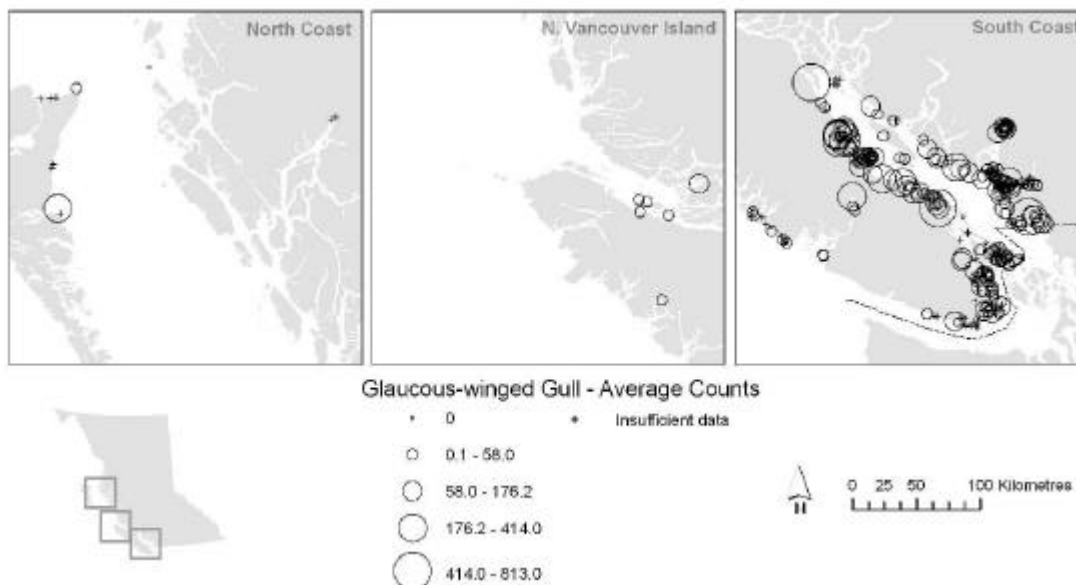 North Coast
N. Vancouver Island
South Coast
Glaucous-winged Gull - Average Counts
0
Insufficient data
0.1 - 58.0
58.0 - 176.2
176.2 - 414.0
414.0 - 813.0
N
0 25 50 100 Kilometres